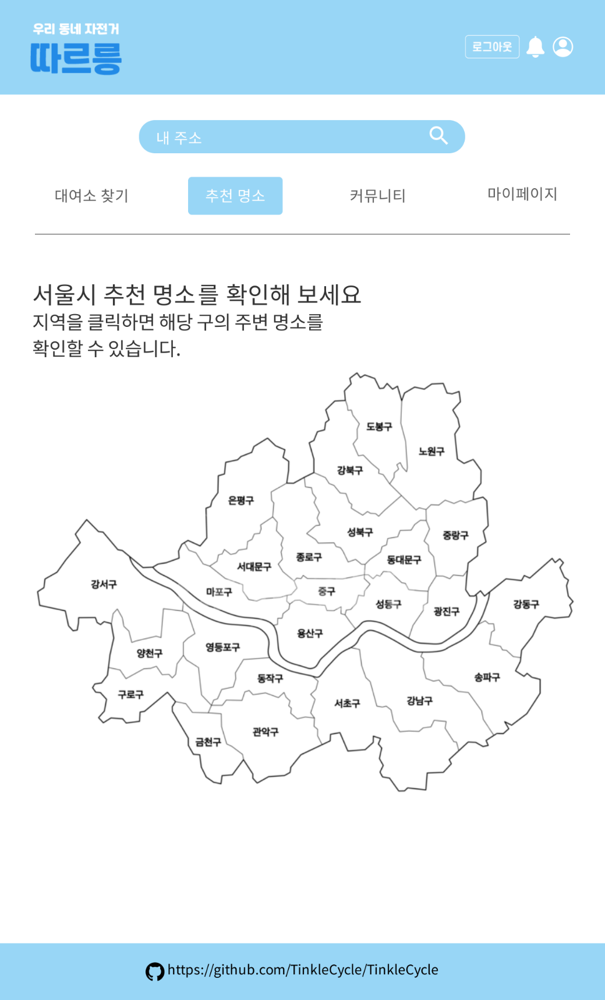 우리 동네 자전거
따르릉
로그아웃
내 주소
대여소 찾기
추천 명소
커뮤니티
마이페이지
서울시 추천 명소를 확인해 보세요
지역을 클릭하면 해당 구의 주변 명소를
확인할 수 있습니다.
도봉구
노원구
강북구
은평구
성북구
중랑구
종로구
동대문구
서대문구
강서구
마포구
중구
성동구
광진구
강동구
용산구
양천구
영등포구
동작구
송파구
구로구
서초구
강남구
관악구
금천구
https://github.com/TinkleCycle/TinkleCycle